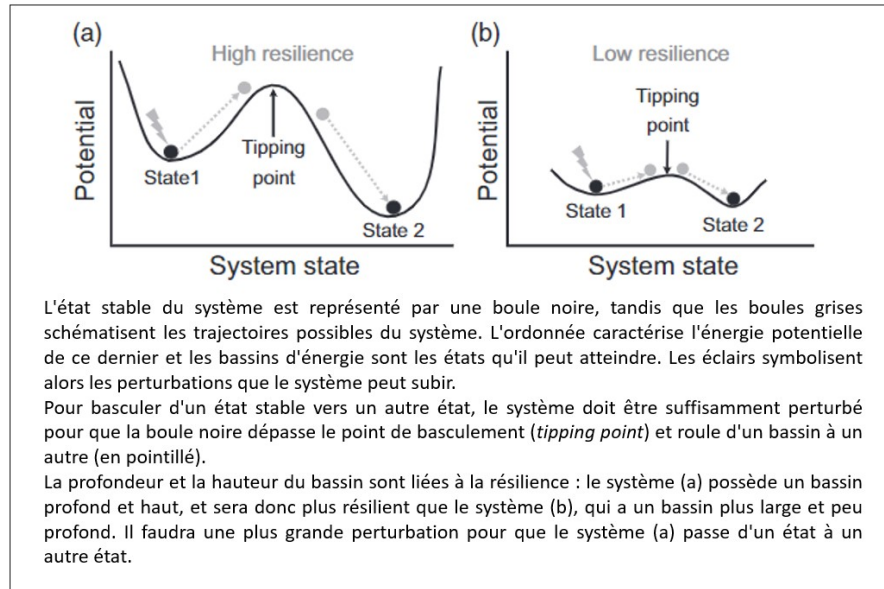 (a)
High resilience
Potential
State1
Tipping
point
State 2
System state
(b)
Low resilience
Potential
Tipping
point
State 1
State 2
System state
L'état stable du système est représenté par une boule noire, tandis que les boules grises
schématisent les trajectoires possibles du système. L'ordonnée caractérise l'énergie potentielle
de ce dernier et les bassins d'énergie sont les états qu'il peut atteindre. Les éclairs symbolisent
alors les perturbations que le système peut subir.
Pour basculer d'un état stable vers un autre état, le système doit être suffisamment perturbé
pour que la boule noire dépasse le point de basculement (tipping point) et roule d'un bassin à un
autre (en pointillé).
La profondeur et la hauteur du bassin sont liées à la résilience : le système (a) possède un bassin
profond et haut, et sera donc plus résilient que le système (b), qui a un bassin plus large et peu
profond. Il faudra une plus grande perturbation pour que le système (a) passe d'un état à un
autre état.